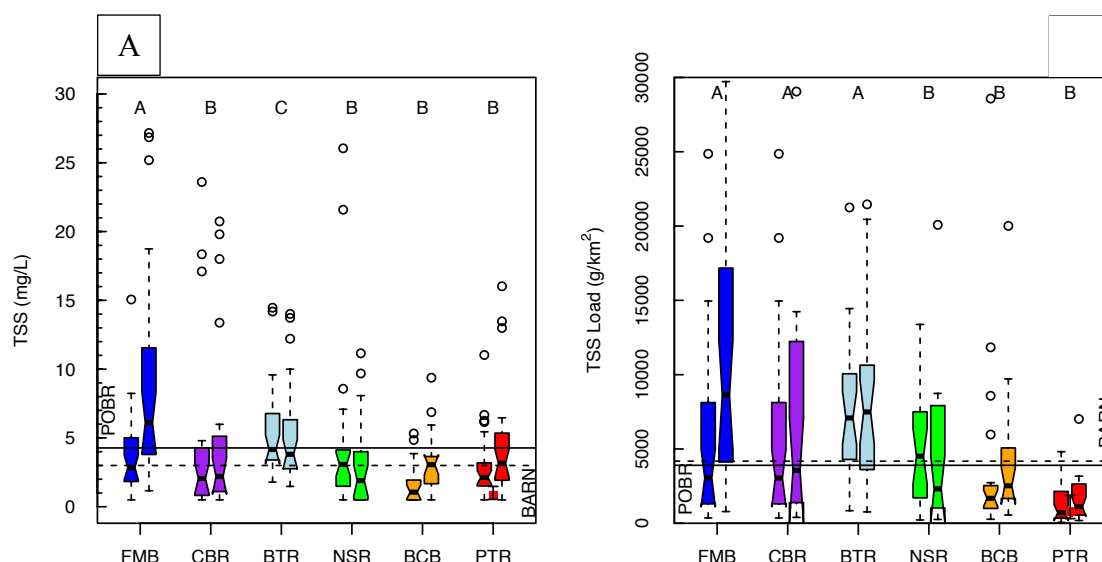 A
TSS (mg/L)
30
25
20
15
10
5
0
A B C B B B
POBR
BARN
FMB CBR BTR NSR BCB PTR
TSS Load (g/km²)
30000
25000
20000
15000
10000
5000
0
A A A B B B
POBR
BARN
FMB CBR BTR NSR BCB PTR